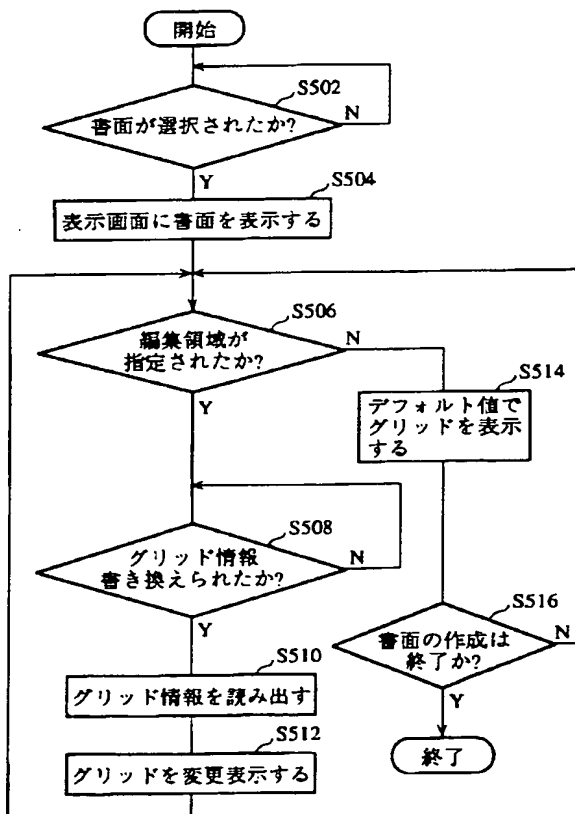 開始
S502
書面が選択されたか?
N
Y
S504
表示画面に書面を表示する
S506
編集領域が
指定されたか?
N
Y
S514
デフォルト値で
グリッドを表示
する
S508
グリッド情報
書き換えられたか?
N
Y
S516
書面の作成は
終了か?
N
Y
S510
グリッド情報を読み出す
S512
グリッドを変更表示する
終了